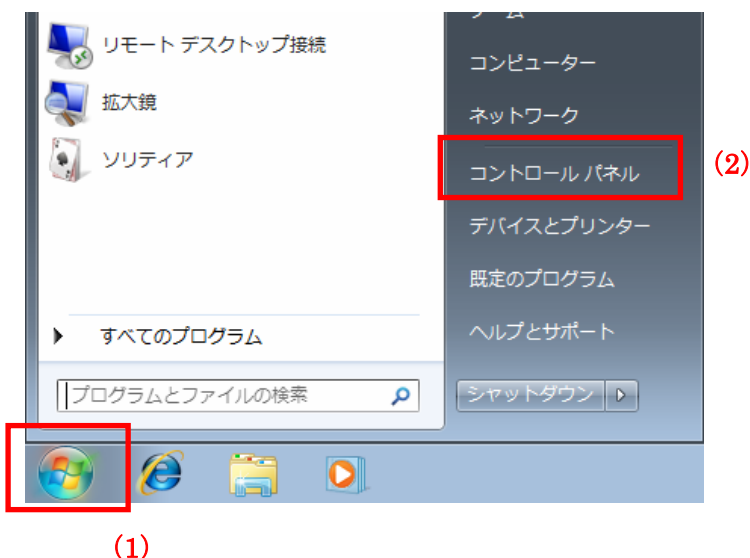 リモート デスクトップ接続
拡大鏡
ソリティア
すべてのプログラム
プログラムとファイルの検索
コンピューター
ネットワーク
コントロール パネル
(2)
デバイスとプリンター
既定のプログラム
ヘルプとサポート
シャットダウン
(1)